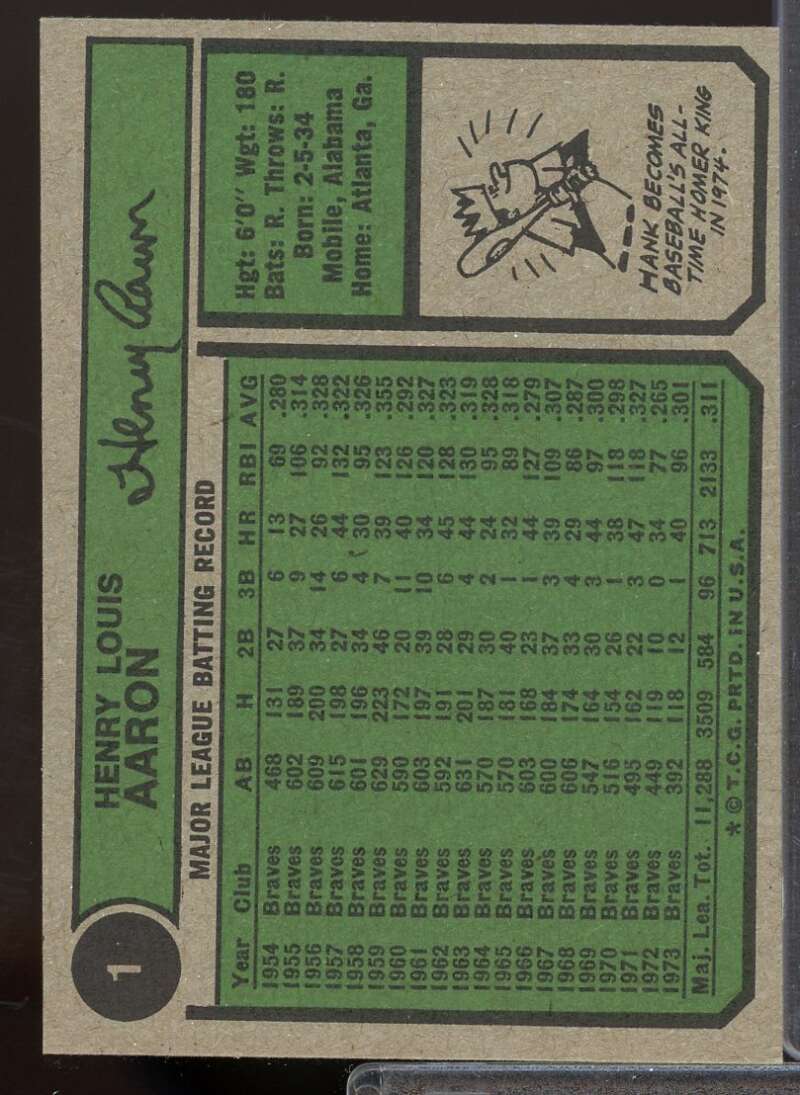 1
HENRY LOUIS
AARON
Henry Aaron
Hgt: 6'0" Wgt: 180
Bats: R. Throws: R.
Born: 2-5-34
Mobile, Alabama
Home: Atlanta, Ga.
HANK BECOMES
BASEBALL'S ALL-
TIME HOMER KING
IN 1974.
MAJOR LEAGUE BATTING RECORD
Year Club AB H 2B 3B HR RBI AVG
1954 Braves 468 131 27 6 13 69 .280
1955 Braves 602 189 37 9 27 106 .314
1956 Braves 609 200 34 14 26 92 .328
1957 Braves 615 198 27 6 44 132 .322
1958 Braves 601 196 34 4 30 95 .326
1959 Braves 629 223 46 7 39 123 .355
1960 Braves 590 172 20 11 40 126 .292
1961 Braves 603 197 39 10 34 120 .327
1962 Braves 592 191 28 6 45 128 .323
1963 Braves 631 201 29 4 44 130 .319
1964 Braves 570 187 30 2 24 95 .328
1965 Braves 570 181 40 1 32 89 .318
1966 Braves 603 168 23 1 44 127 .279
1967 Braves 600 184 37 3 39 109 .307
1968 Braves 606 174 33 4 29 86 .287
1969 Braves 547 164 30 3 44 97 .300
1970 Braves 516 154 26 1 38 118 .298
1971 Braves 495 162 22 3 47 118 .327
1972 Braves 449 119 10 0 34 77 .265
1973 Braves 392 118 12 1 40 96 .301
Maj. Lea. Tot. 11,288 3509 584 96 713 2133 .311
* © T.C.G. PRTD. IN U.S.A.